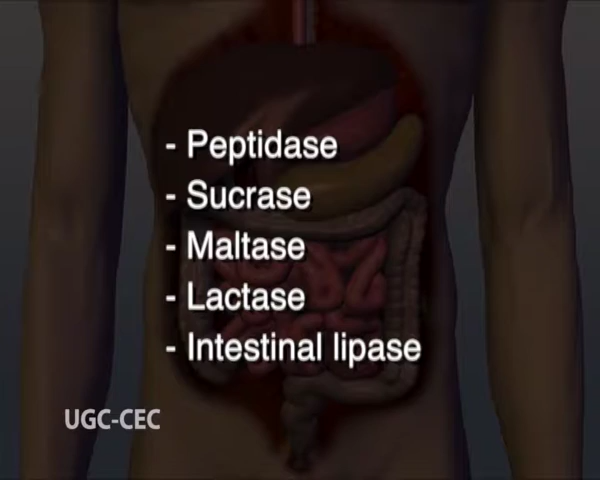 - Peptidase
- Sucrase
- Maltase
- Lactase
- Intestinal lipase
UGC-CEC